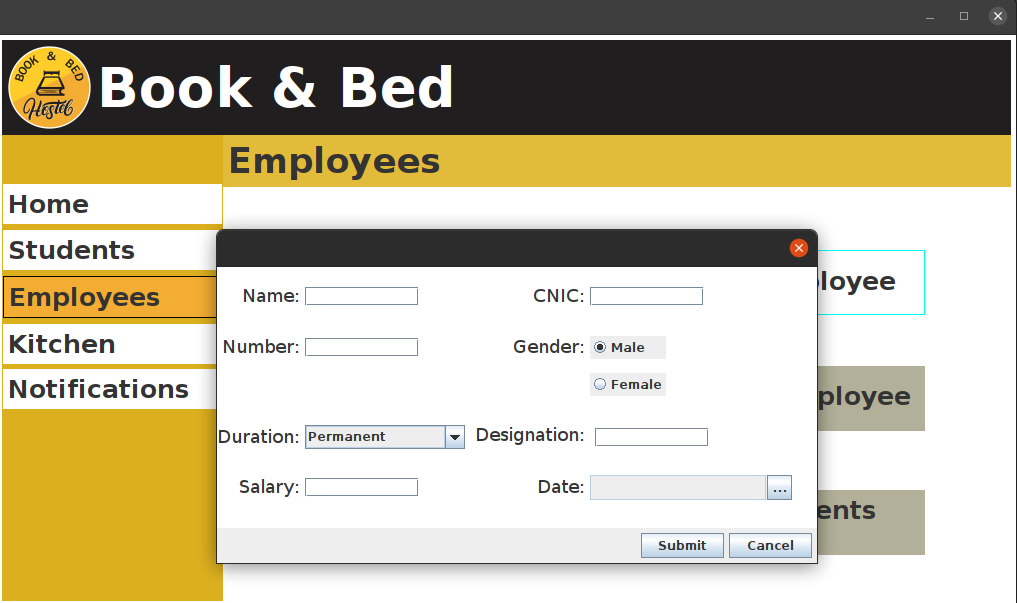 BOOK & BED
Hostel
Book & Bed
Employees
Home
Students
Employees
Kitchen
Notifications
Name:
CNIC:
Number:
Gender:
Male
Female
Duration:
Permanent
Designation:
Salary:
Date:
...
Submit
Cancel
loyee
ployee
ents